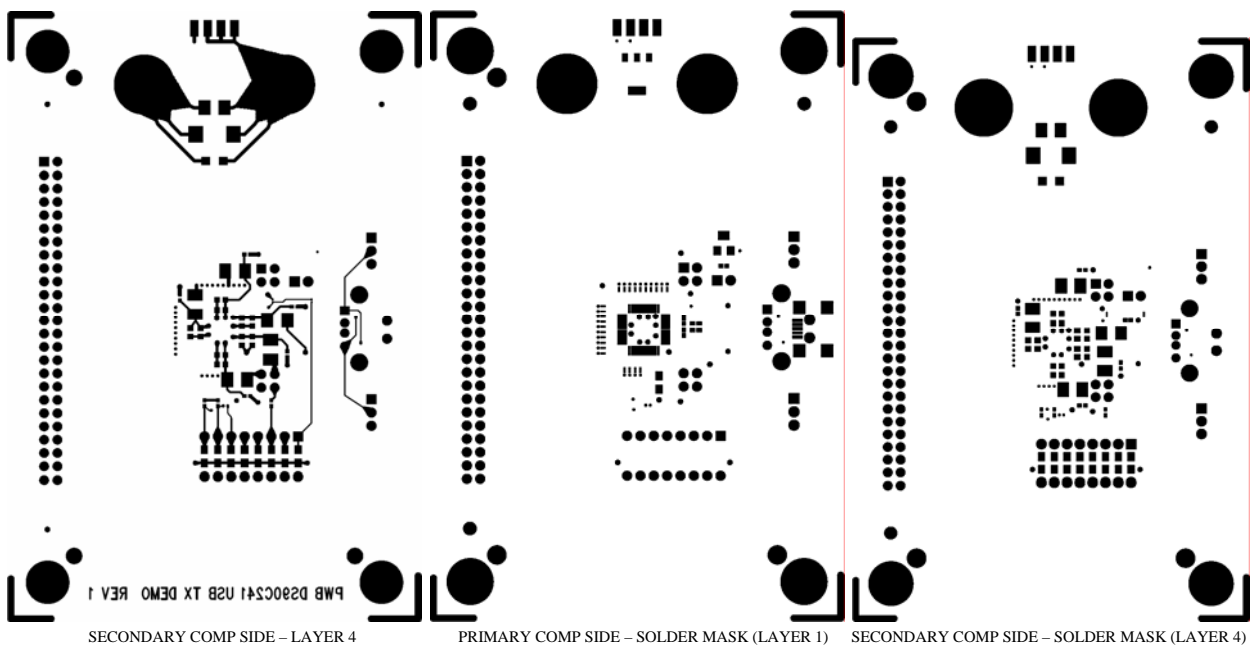 PWB DS90C241 USB TX DEMO REV 1
SECONDARY COMP SIDE – LAYER 4
PRIMARY COMP SIDE – SOLDER MASK (LAYER 1)
SECONDARY COMP SIDE – SOLDER MASK (LAYER 4)